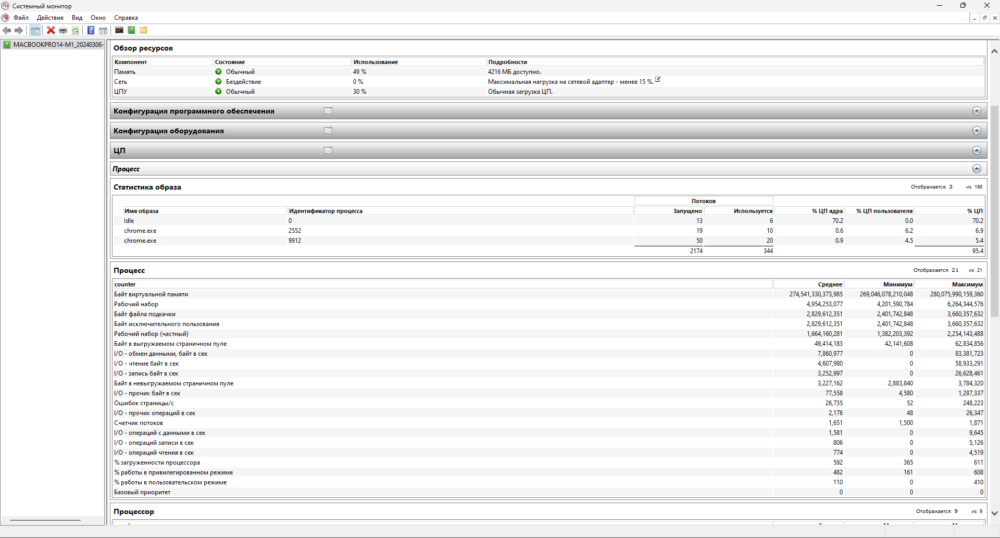 Системный монитор
Файл Действие Вид Окно Справка
MACBOOKPRO14-M1_20240306-
Обзор ресурсов
Компонент Состояние Использование Подробности
Память Обычный 49 % 4216 МБ доступно.
Сеть Бездействие 0 % Максимальная нагрузка на сетевой адаптер - менее 15 %.
ЦПУ Обычный 30 % Обычная загрузка ЦП.
Конфигурация программного обеспечения
Конфигурация оборудования
ЦП
Процесс
Статистика образа Отображается: 3 из 166
Потоков
Имя образа Идентификатор процесса Запущено Используется % ЦП ядра % ЦП пользователя % ЦП
Idle 0 13 6 70.2 0.0 70.2
chrome.exe 2552 19 10 0.6 6.2 6.9
chrome.exe 9912 50 20 0.9 4.5 5.4
2174 344 95.4
Процесс Отображается: 21 из 21
counter Среднее Минимум Максимум
Байт виртуальной памяти 274,541,330,373,985 269,046,078,210,048 280,075,990,159,360
Рабочий набор 4,954,253,077 4,201,590,784 6,264,344,576
Байт файла подкачки 2,829,612,351 2,401,742,848 3,660,357,632
Байт исключительного пользования 2,829,612,351 2,401,742,848 3,660,357,632
Рабочий набор (частный) 1,664,160,281 1,382,203,392 2,254,143,488
Байт в выгружаемом страничном пуле 49,414,183 42,141,608 62,834,856
I/O - обмен данными, байт в сек 7,860,977 0 83,381,723
I/O - чтение байт в сек 4,607,980 0 58,933,291
I/O - запись байт в сек 3,252,997 0 26,628,461
Байт в невыгружаемом страничном пуле 3,227,162 2,883,840 3,784,320
I/O - прочих байт в сек 77,558 4,580 1,287,337
Ошибок страницы/с 26,735 52 248,223
I/O - прочих операций в сек 2,176 48 26,347
Счетчик потоков 1,651 1,500 1,871
I/O - операций с данными в сек 1,581 0 9,645
I/O - операций записи в сек 806 0 5,126
I/O - операций чтения в сек 774 0 4,519
% загруженности процессора 592 365 611
% работы в привилегированном режиме 482 161 608
% работы в пользовательском режиме 110 0 410
Базовый приоритет 0 0 0
Процессор Отображается: 9 из 9